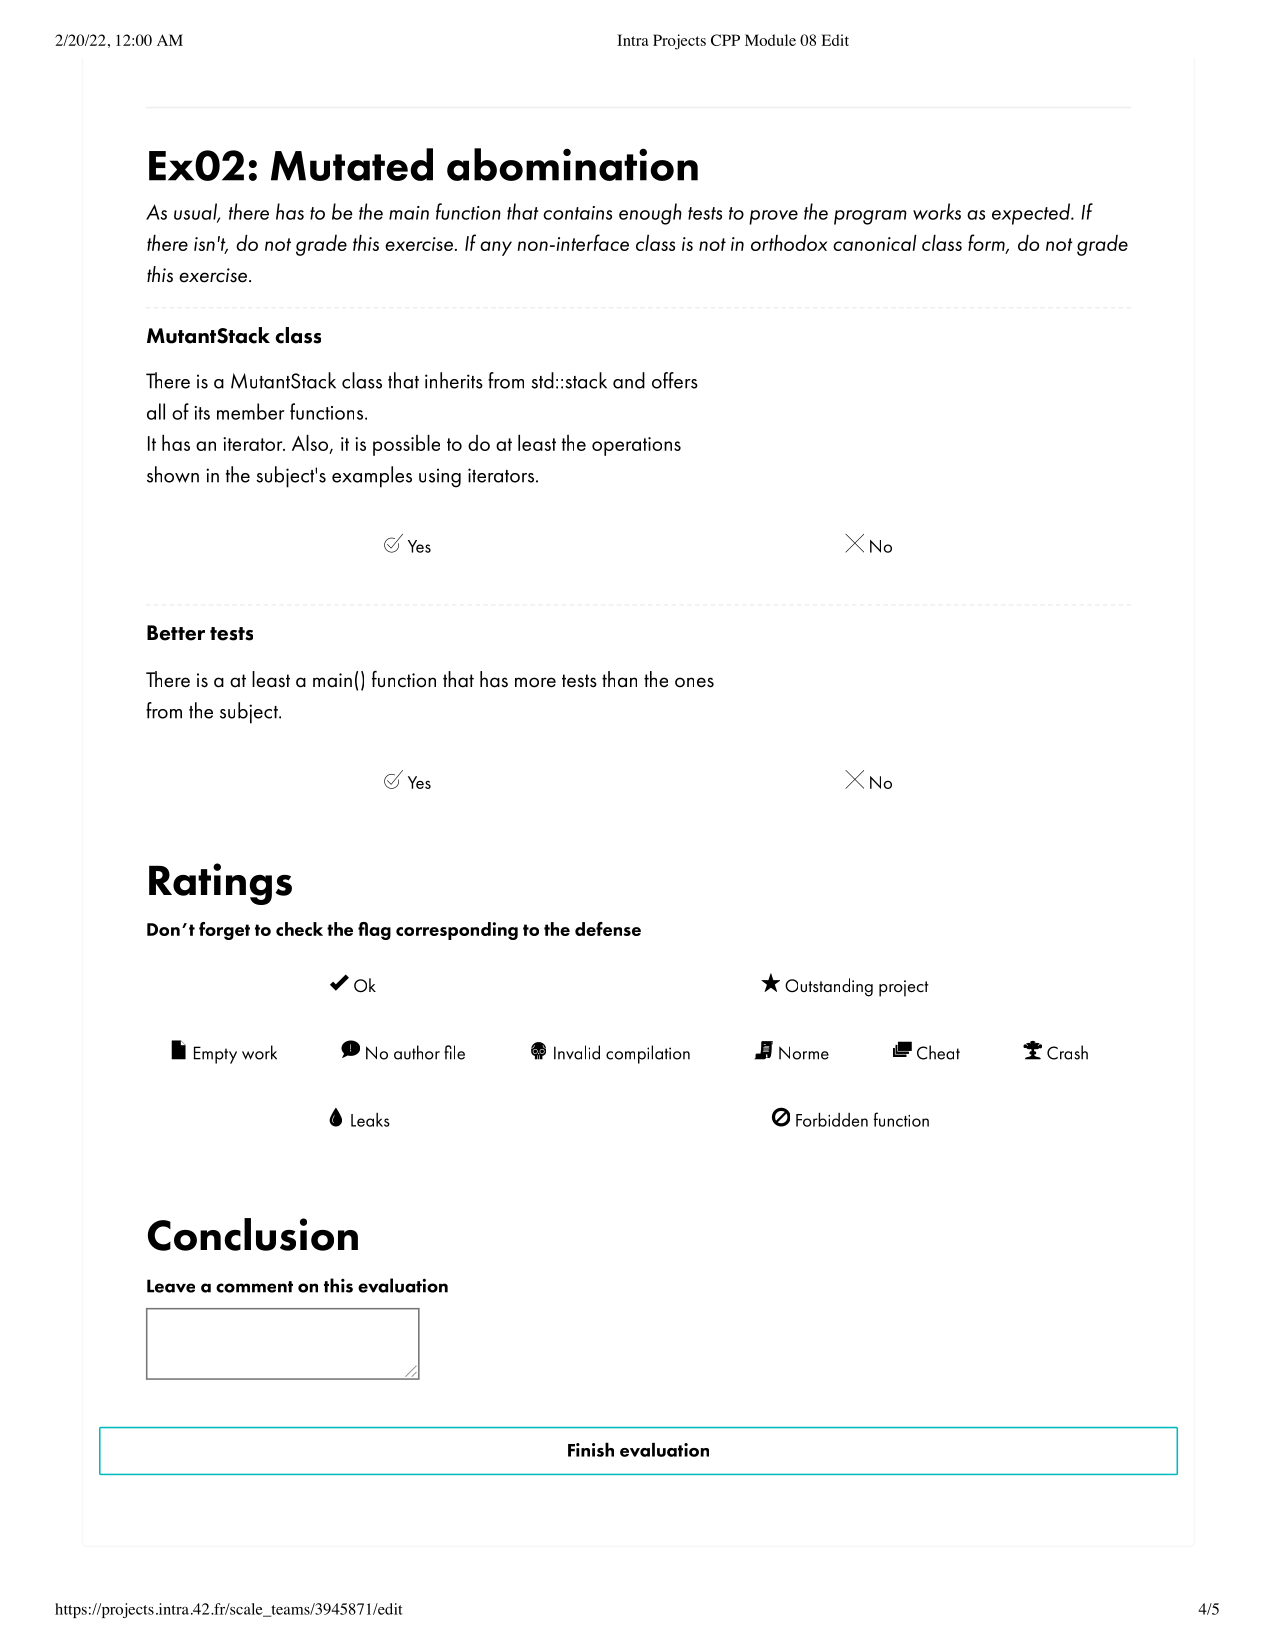 2/20/22, 12:00 AM Intra Projects CPP Module 08 Edit
Ex02: Mutated abomination
As usual, there has to be the main function that contains enough tests to prove the program works as expected. If
there isn't, do not grade this exercise. If any non-interface class is not in orthodox canonical class form, do not grade
this exercise.
MutantStack class
There is a MutantStack class that inherits from std::stack and offers
all of its member functions.
It has an iterator. Also, it is possible to do at least the operations
shown in the subject's examples using iterators.
Yes No
Better tests
There is a at least a main() function that has more tests than the ones
from the subject.
Yes No
Ratings
Don’t forget to check the flag corresponding to the defense
Ok Outstanding project
Empty work No author file Invalid compilation Norme Cheat Crash
Leaks Forbidden function
Conclusion
Leave a comment on this evaluation
Finish evaluation
https://projects.intra.42.fr/scale_teams/3945871/edit 4/5